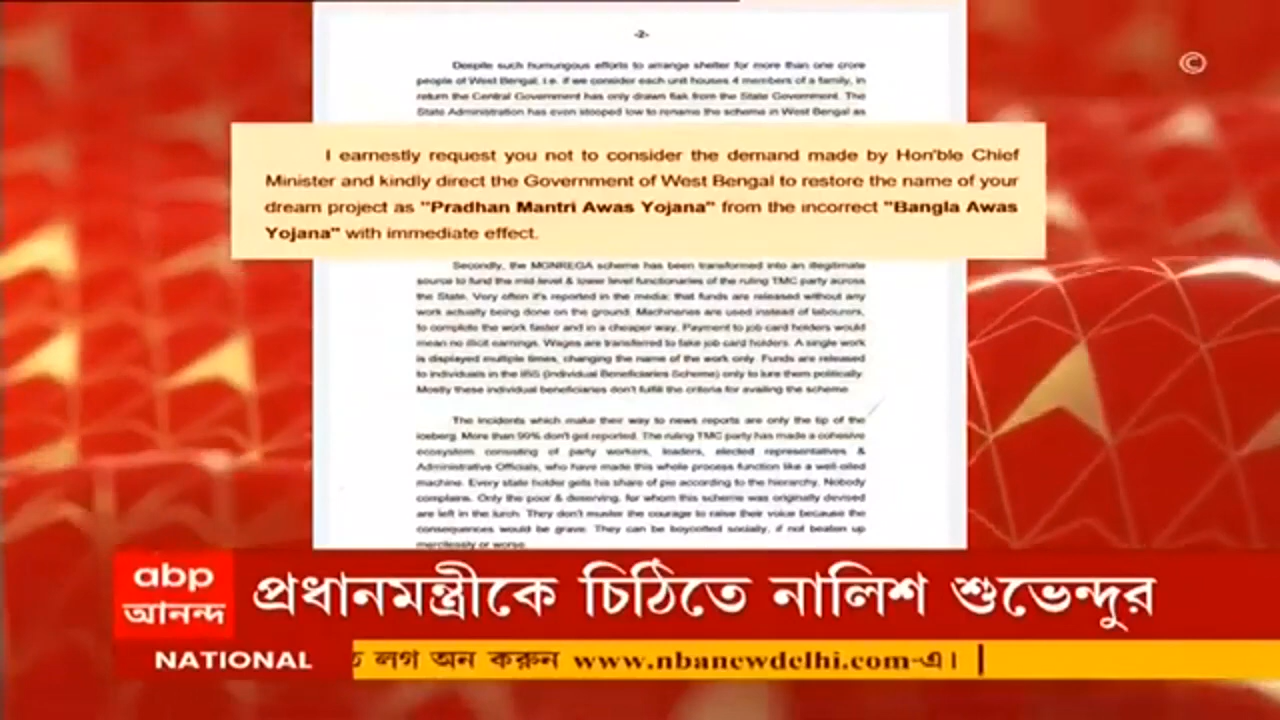 -2-
©
Despite such humungous efforts to arrange shelter for more than one crore
people of West Bengal, i.e. if we consider each unit houses 4 members of a family, in
return the Central Government has only drawn flak from the State Government. The
State Administration has even stooped low to rename the scheme in West Bengal as
I earnestly request you not to consider the demand made by Hon'ble Chief
Minister and kindly direct the Government of West Bengal to restore the name of your
dream project as "Pradhan Mantri Awas Yojana" from the incorrect "Bangla Awas
Yojana" with immediate effect.
Secondly, the MGNREGA scheme has been transformed into an illegitimate
source to fund the mid level & lower level functionaries of the ruling TMC party across
the State. Very often it's reported in the media; that funds are released without any
work actually being done on the ground. Machineries are used instead of labourers,
to complete the work faster and in a cheaper way. Payment to job card holders would
mean no illicit earnings. Wages are transferred to fake job card holders. A single work
is displayed multiple times, changing the name of the work only. Funds are released
to individuals in the IBS (Individual Beneficiaries Scheme) only to lure them politically.
Mostly these individual beneficiaries don't fulfill the criteria for availing the scheme.
The incidents which make their way to news reports are only the tip of the
iceberg. More than 99% don't get reported. The ruling TMC party has made a cohesive
ecosystem consisting of party workers, leaders, elected representatives &
Administrative Officials, who have made this whole process function like a well oiled
machine. Every stake holder gets his share of pie according to the hierarchy. Nobody
complains. Only the poor & deserving, for whom this scheme was originally devised
are left in the lurch. They don't muster the courage to raise their voice because the
consequences would be grave. They can be boycotted socially, if not beaten up
mercilessly or worse.
abp
আনন্দ
প্রধানমন্ত্রীকে চিঠিতে নালিশ শুভেন্দুর
NATIONAL
লগ অন করুন www.nbanewdelhi.com-এ।